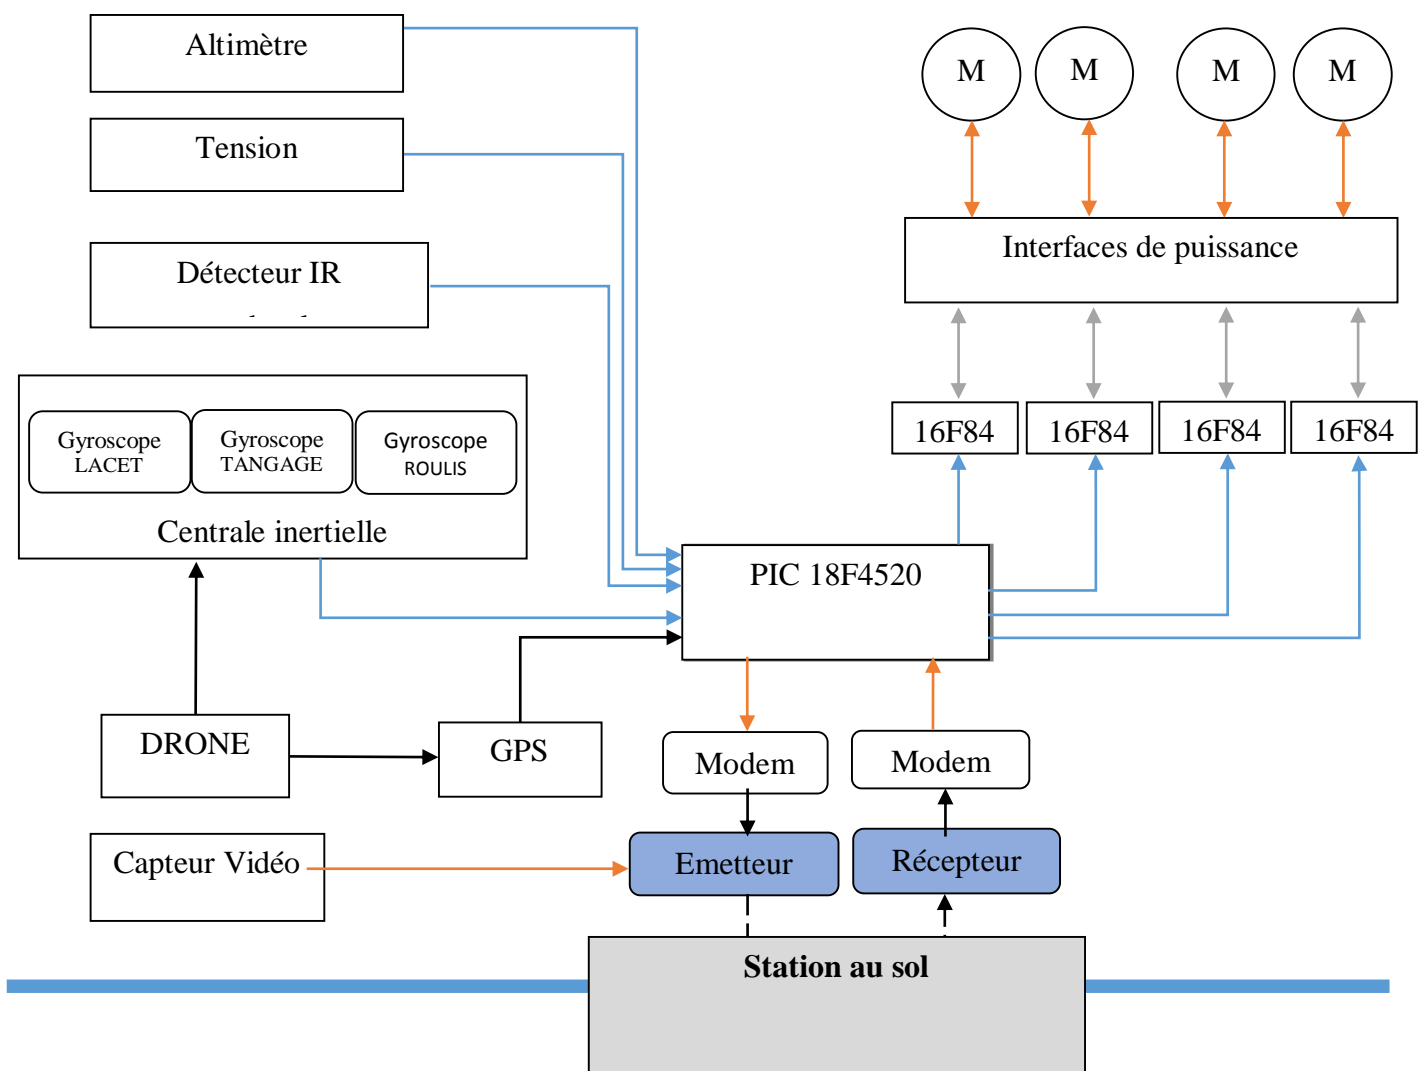 Altimètre
Tension
Détecteur IR
Gyroscope
LACET
Gyroscope
TANGAGE
Gyroscope
ROULIS
Centrale inertielle
M
M
M
M
Interfaces de puissance
16F84
16F84
16F84
16F84
PIC 18F4520
DRONE
GPS
Modem
Modem
Capteur Vidéo
Emetteur
Récepteur
Station au sol